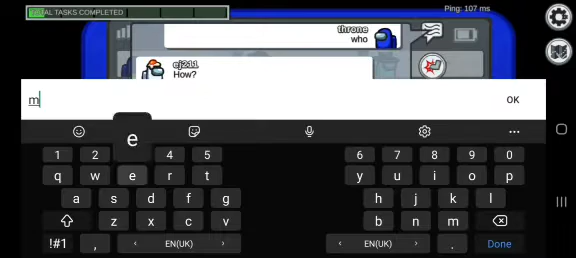 TOTAL TASKS COMPLETED
Ping: 107 ms
throne
who
ej211
How?
m
OK
e
1 2 4 5 6 7 8 9 0
q w e r t y u i o p
a s d f g h j k l
z x c v b n m
!#1 , EN(UK) EN(UK) . Done